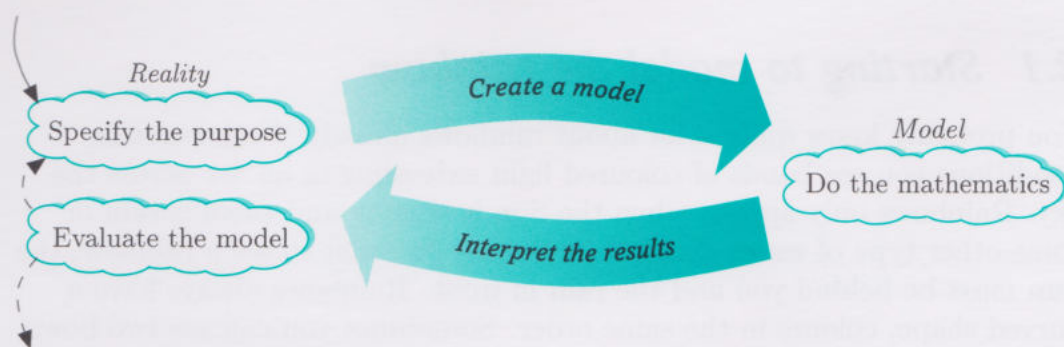 Reality
Specify the purpose
Create a model
Model
Do the mathematics
Evaluate the model
Interpret the results